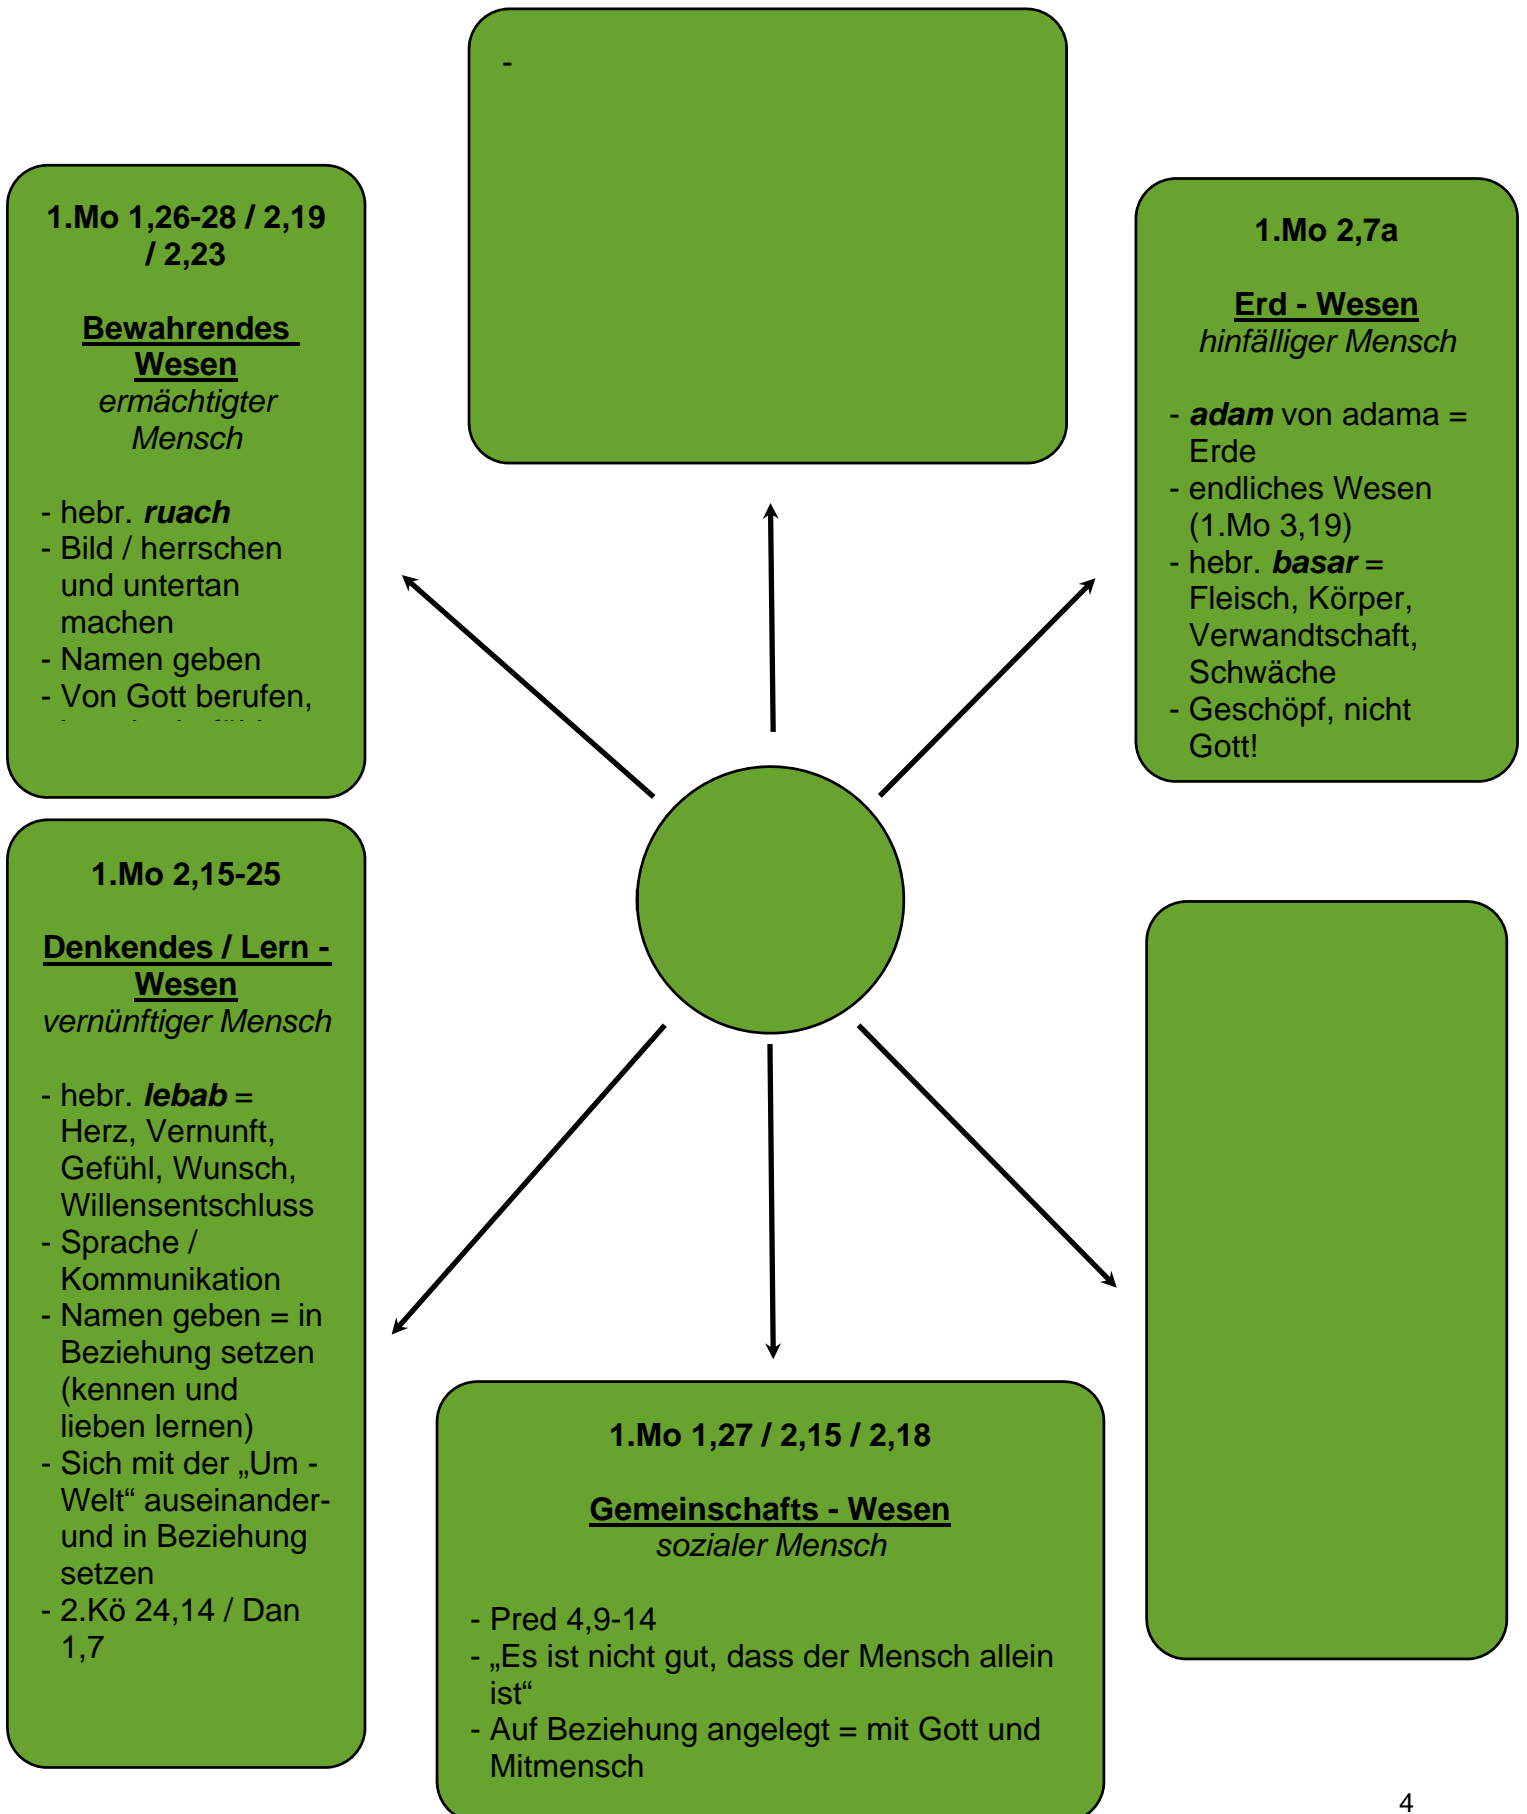 -
1.Mo 1,26-28 / 2,19
/ 2,23
Bewahrendes
Wesen
ermächtigter
Mensch
- hebr. ruach
- Bild / herrschen
und untertan
machen
- Namen geben
- Von Gott berufen,
1.Mo 2,7a
Erd - Wesen
hinfälliger Mensch
- adam von adama =
Erde
- endliches Wesen
(1.Mo 3,19)
- hebr. basar =
Fleisch, Körper,
Verwandtschaft,
Schwäche
- Geschöpf, nicht
Gott!
1.Mo 2,15-25
Denkendes / Lern -
Wesen
vernünftiger Mensch
- hebr. lebab =
Herz, Vernunft,
Gefühl, Wunsch,
Willensentschluss
- Sprache /
Kommunikation
- Namen geben = in
Beziehung setzen
(kennen und
lieben lernen)
- Sich mit der „Um -
Welt“ auseinander-
und in Beziehung
setzen
- 2.Kö 24,14 / Dan
1,7
1.Mo 1,27 / 2,15 / 2,18
Gemeinschafts - Wesen
sozialer Mensch
- Pred 4,9-14
- „Es ist nicht gut, dass der Mensch allein
ist“
- Auf Beziehung angelegt = mit Gott und
Mitmensch
4